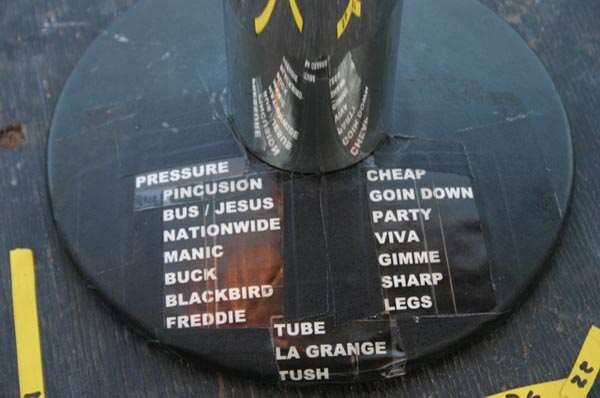 PRESSURE
PINCUSION
BUS / JESUS
NATIONWIDE
MANIC
BUCK
BLACKBIRD
FREDDIE
CHEAP
GOIN DOWN
PARTY
VIVA
GIMME
SHARP
LEGS
TUBE
LA GRANGE
TUSH